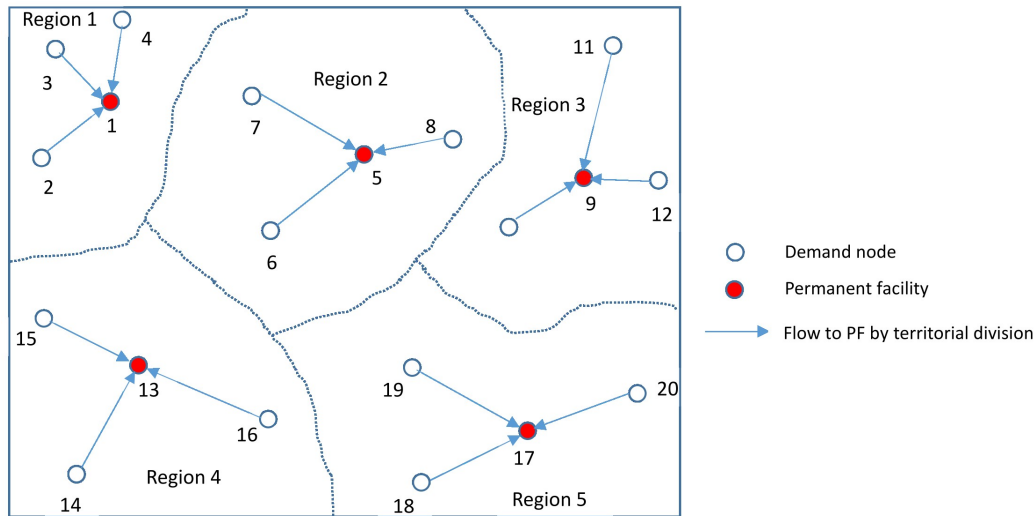 Region 1
4
3
1
2
Region 2
7
8
5
6
11
Region 3
9
12
15
13
16
14
Region 4
19
20
17
18
Region 5
Demand node
Permanent facility
Flow to PF by territorial division